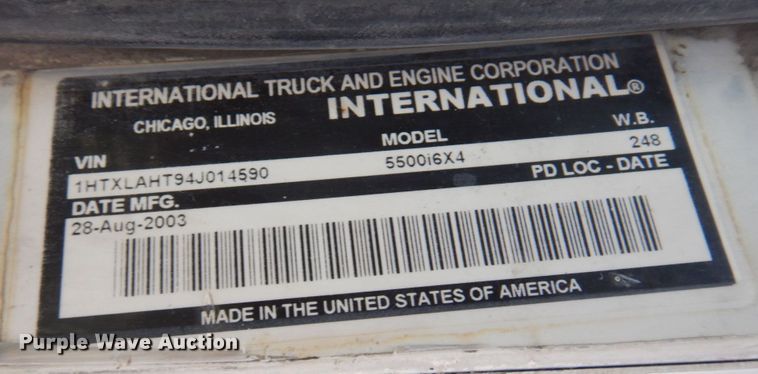 INTERNATIONAL TRUCK AND ENGINE CORPORATION
CHICAGO, ILLINOIS INTERNATIONAL®
VIN MODEL W.B.
1HTXLAHT94J014590 5500i6X4 248
DATE MFG. PD LOC - DATE
28-Aug-2003
MADE IN THE UNITED STATES OF AMERICA
Purple Wave Auction